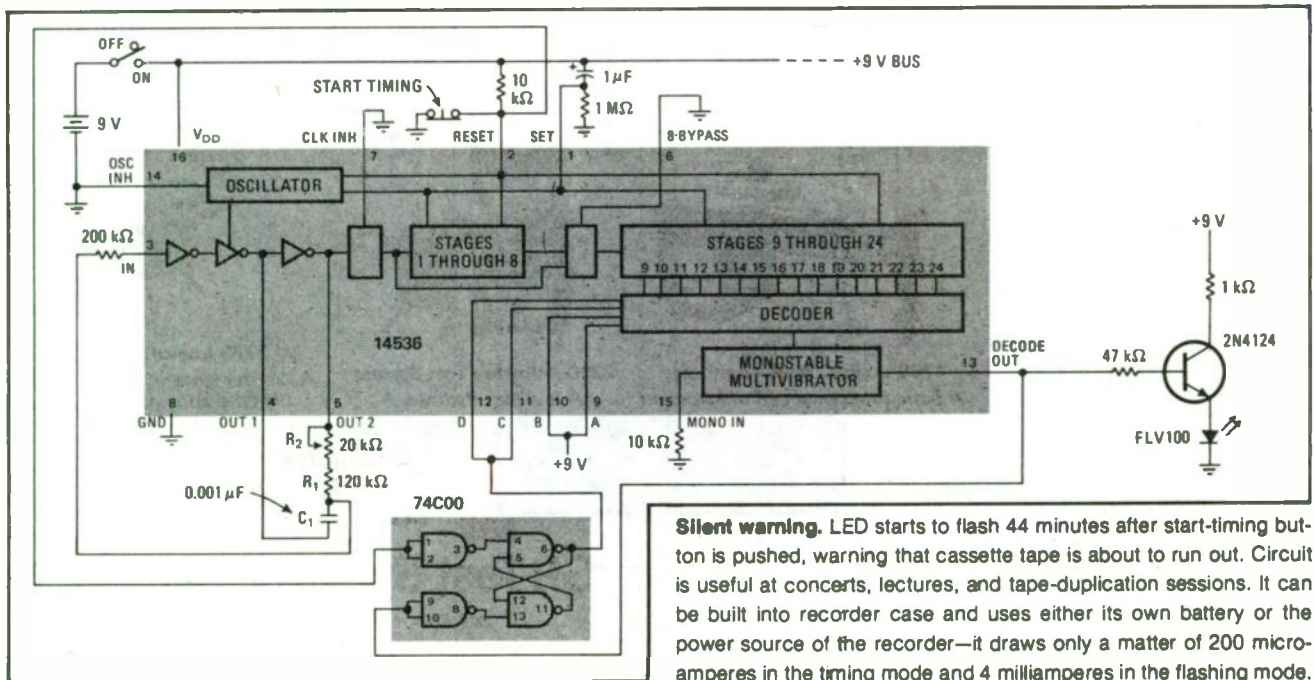 OFF
ON
START TIMING
10 kΩ
+
1 µF
1 MΩ
+9 V BUS
9 V
V_DD
16
CLK INH
7
RESET
2
SET
1
8-BYPASS
6
OSC INH
14
OSCILLATOR
200 kΩ
3
IN
STAGES
1 THROUGH 8
STAGES 9 THROUGH 24
9 10 11 12 13 14 15 16 17 18 19 20 21 22 23 24
DECODER
14536
MONOSTABLE
MULTIVIBRATOR
13
DECODE OUT
47 kΩ
+9 V
1 kΩ
2N4124
FLV100
8
GND
4
OUT 1
5
OUT 2
12
D
11
C
10
B
9
A
15
MONO IN
10 kΩ
+9 V
R₂
20 kΩ
R₁
120 kΩ
0.001 µF
C₁
74C00
1
2
3
4
5
6
9
10
8
12
13
11
Silent warning. LED starts to flash 44 minutes after start-timing but-
ton is pushed, warning that cassette tape is about to run out. Circuit
is useful at concerts, lectures, and tape-duplication sessions. It can
be built into recorder case and uses either its own battery or the
power source of the recorder—it draws only a matter of 200 micro-
amperes in the timing mode and 4 milliamperes in the flashing mode.